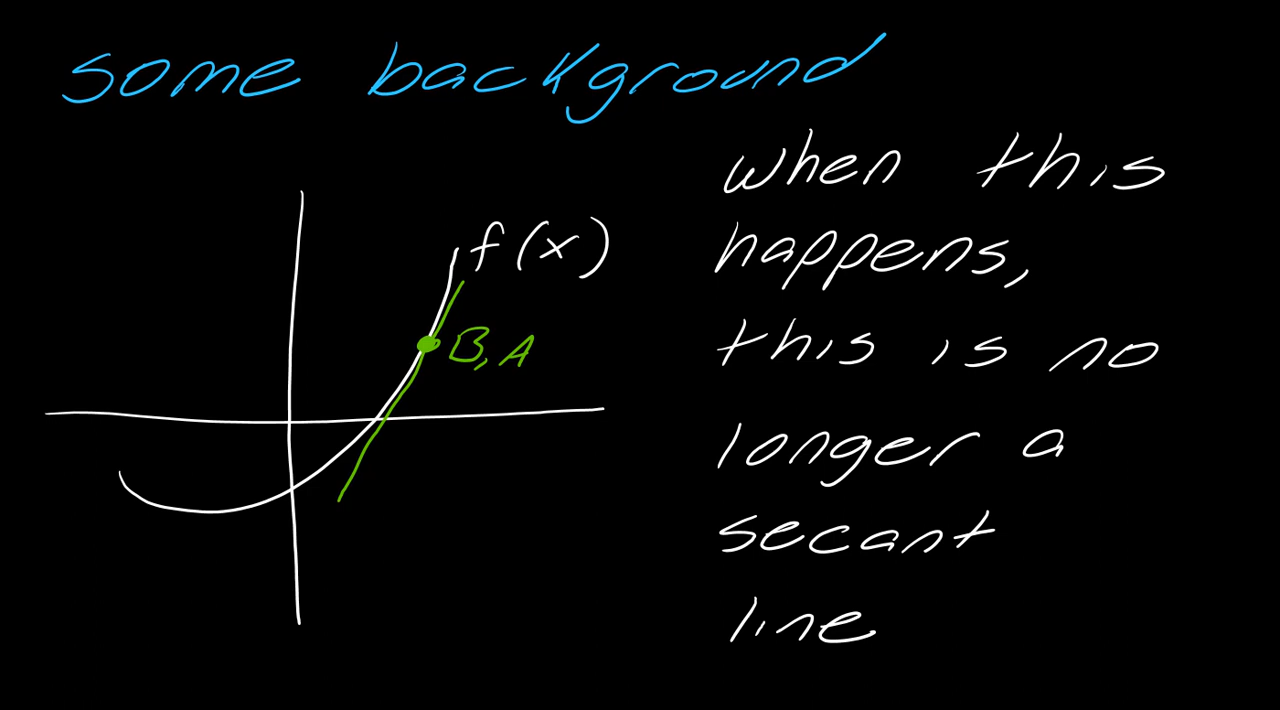 some background
when this
f(x)
happens,
B, A
this is no
longer a
secant
line